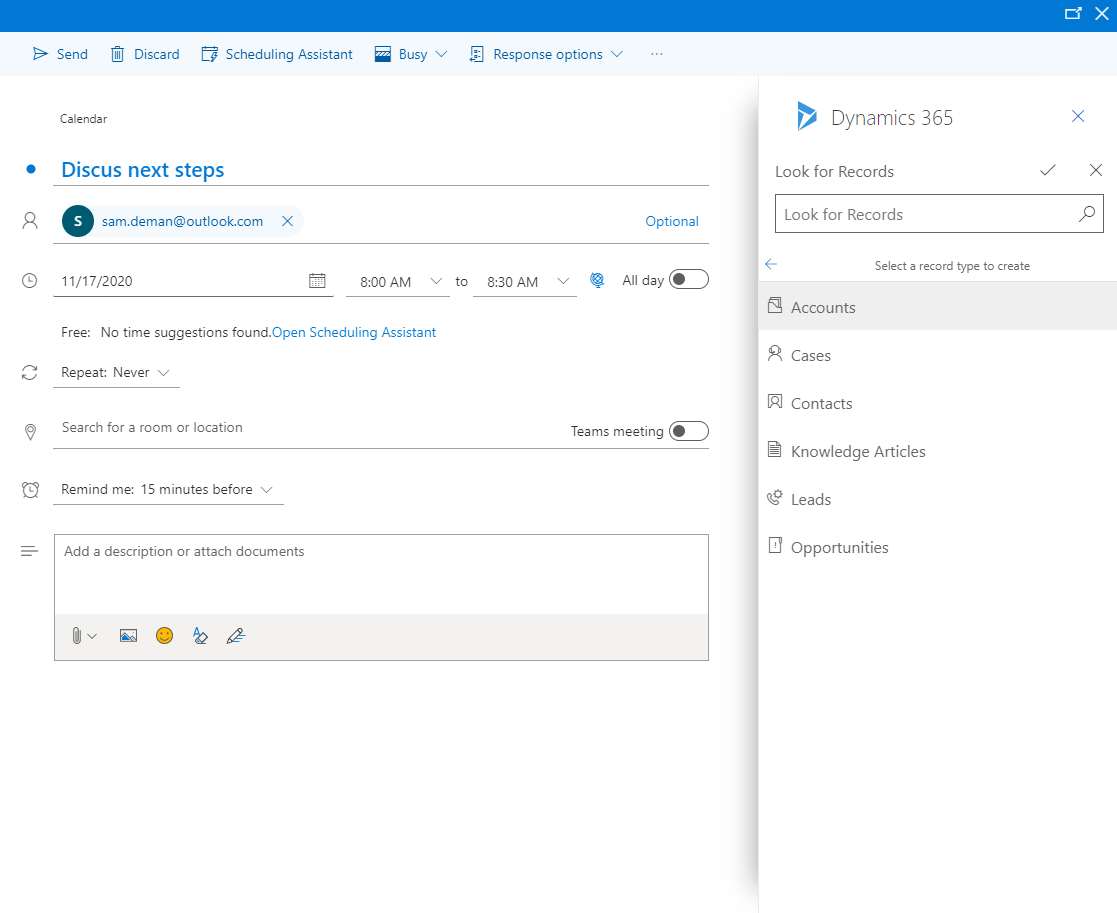 Send Discard Scheduling Assistant Busy Response options ...
Calendar
Discus next steps
S sam.deman@outlook.com Optional
11/17/2020 8:00 AM to 8:30 AM All day
Free: No time suggestions found.Open Scheduling Assistant
Repeat: Never
Search for a room or location Teams meeting
Remind me: 15 minutes before
Add a description or attach documents
Dynamics 365
Look for Records
Look for Records
Select a record type to create
Accounts
Cases
Contacts
Knowledge Articles
Leads
Opportunities